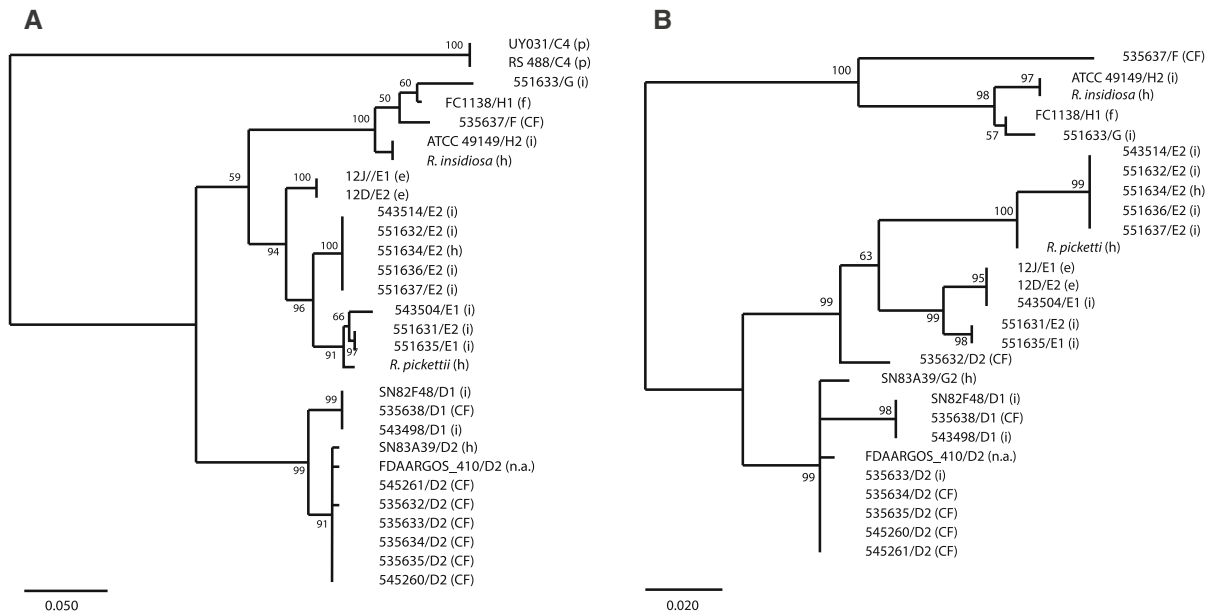 A
100
UY031/C4 (p)
RS 488/C4 (p)
60
551633/G (i)
50
FC1138/H1 (f)
100
535637/F (CF)
ATCC 49149/H2 (i)
R. insidiosa (h)
59
100
12J//E1 (e)
12D/E2 (e)
543514/E2 (i)
551632/E2 (i)
94
100
551634/E2 (h)
551636/E2 (i)
551637/E2 (i)
96
543504/E1 (i)
66
551631/E2 (i)
551635/E1 (i)
91
97
R. pickettii (h)
SN82F48/D1 (i)
99
535638/D1 (CF)
543498/D1 (i)
SN83A39/D2 (h)
99
FDAARGOS_410/D2 (n.a.)
545261/D2 (CF)
535632/D2 (CF)
91
535633/D2 (CF)
535634/D2 (CF)
535635/D2 (CF)
545260/D2 (CF)
0.050
B
535637/F (CF)
100
97
ATCC 49149/H2 (i)
R. insidiosa (h)
98
FC1138/H1 (f)
57
551633/G (i)
543514/E2 (i)
551632/E2 (i)
99
551634/E2 (h)
551636/E2 (i)
100
551637/E2 (i)
R. picketti (h)
63
12J/E1 (e)
95
12D/E2 (e)
543504/E1 (i)
99
99
551631/E2 (i)
98
551635/E1 (i)
535632/D2 (CF)
SN83A39/G2 (h)
SN82F48/D1 (i)
98
535638/D1 (CF)
543498/D1 (i)
FDAARGOS_410/D2 (n.a.)
99
535633/D2 (i)
535634/D2 (CF)
535635/D2 (CF)
545260/D2 (CF)
545261/D2 (CF)
0.020